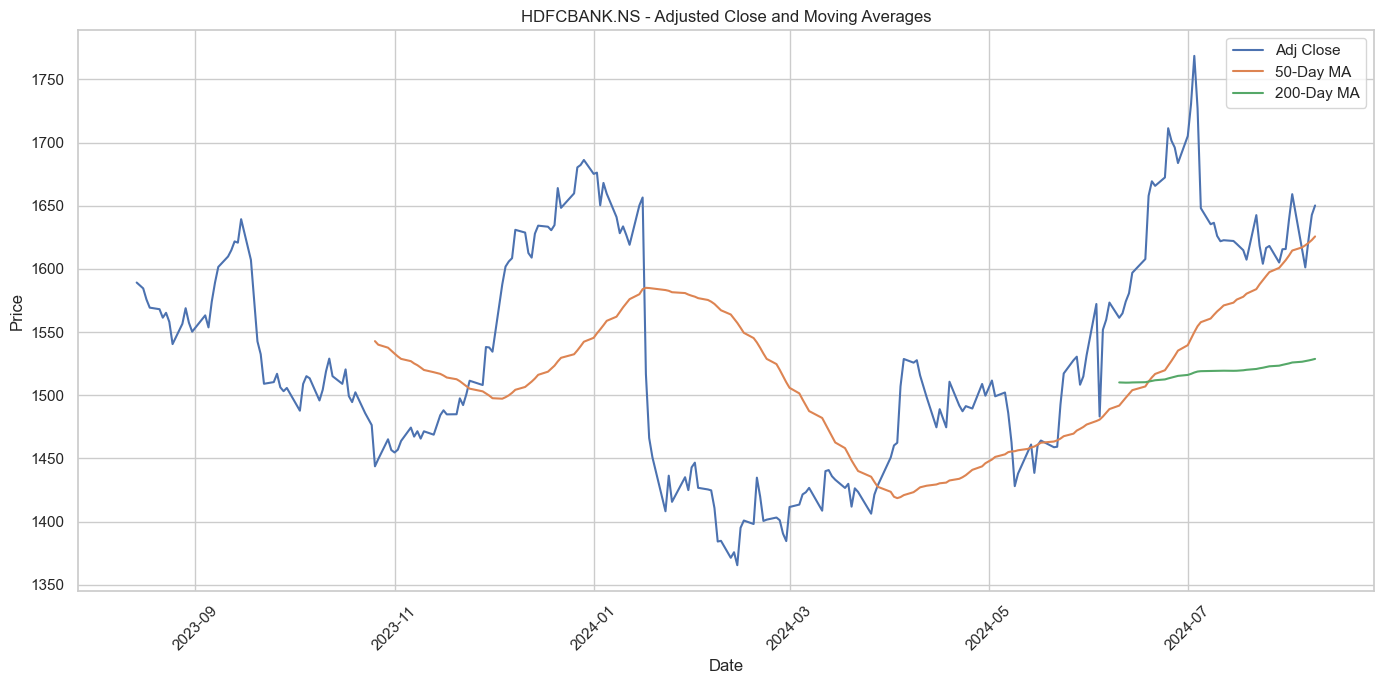 HDFCBANK.NS - Adjusted Close and Moving Averages
Adj Close
50-Day MA
200-Day MA
Price
1750
1700
1650
1600
1550
1500
1450
1400
1350
2023-09
2023-11
2024-01
2024-03
2024-05
2024-07
Date